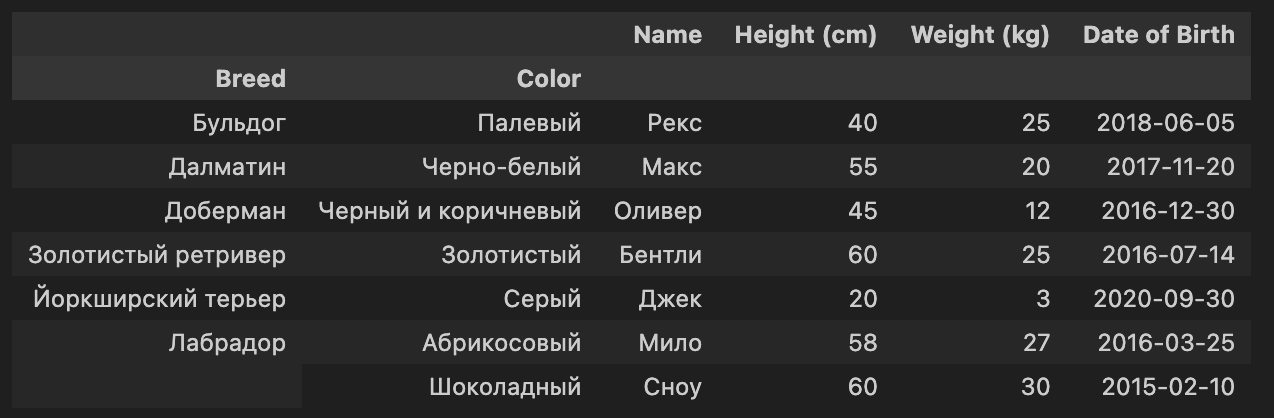 Name Height (cm) Weight (kg) Date of Birth
Breed Color
Бульдог Палевый Рекс 40 25 2018-06-05
Далматин Черно-белый Макс 55 20 2017-11-20
Доберман Черный и коричневый Оливер 45 12 2016-12-30
Золотистый ретривер Золотистый Бентли 60 25 2016-07-14
Йоркширский терьер Серый Джек 20 3 2020-09-30
Лабрадор Абрикосовый Мило 58 27 2016-03-25
Шоколадный Сноу 60 30 2015-02-10